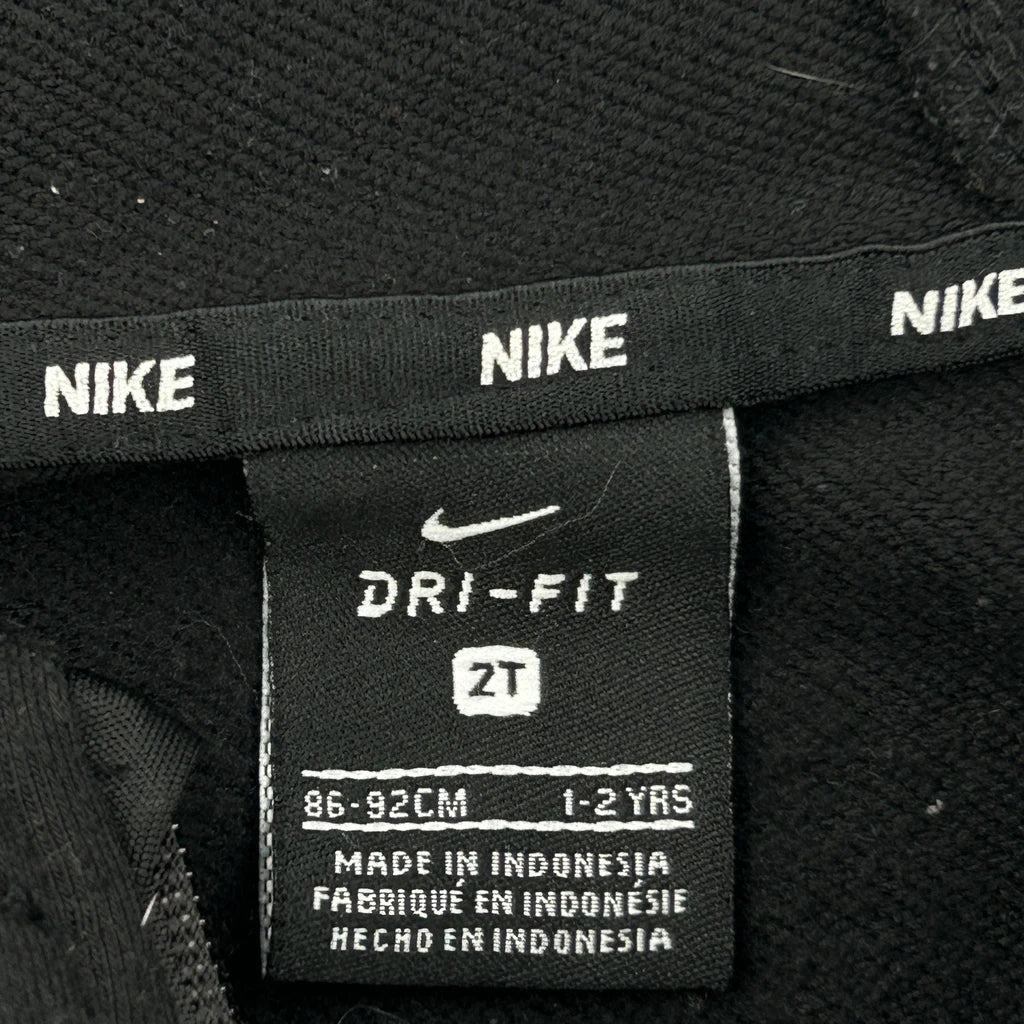 NIKE NIKE NIKE
DRI-FIT
2T
86-92CM 1-2 YRS
MADE IN INDONESIA
FABRIQUÉ EN INDONÉSIE
HECHO EN INDONESIA